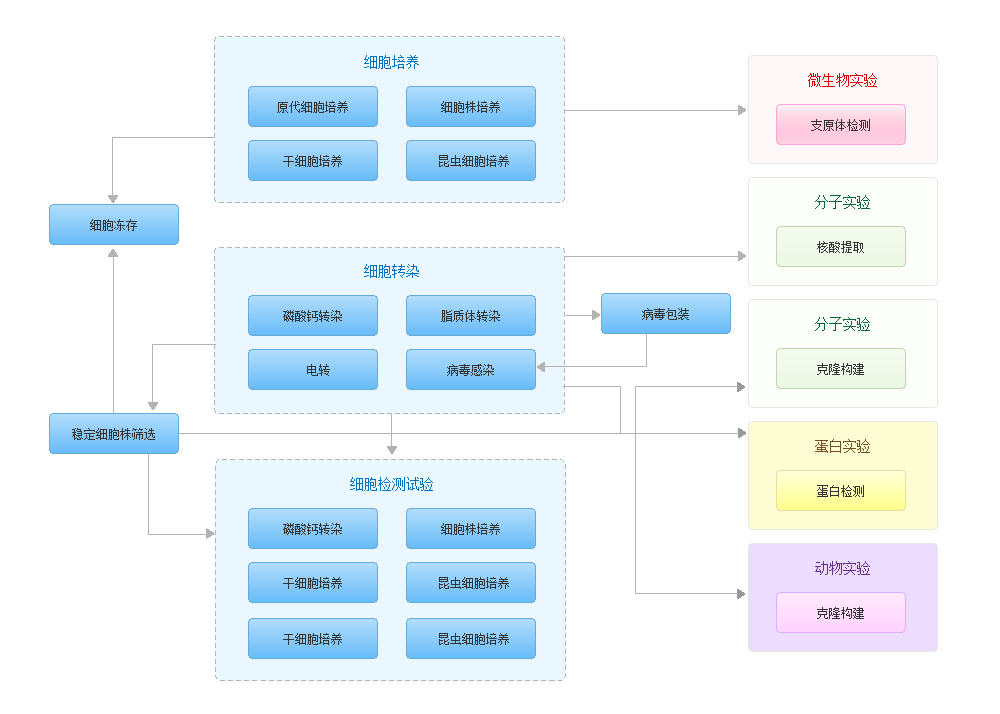 细胞培养
原代细胞培养
细胞株培养
干细胞培养
昆虫细胞培养
细胞冻存
细胞转染
磷酸钙转染
脂质体转染
电转
病毒感染
病毒包装
稳定细胞株筛选
细胞检测试验
磷酸钙转染
细胞株培养
干细胞培养
昆虫细胞培养
干细胞培养
昆虫细胞培养
微生物实验
支原体检测
分子实验
核酸提取
分子实验
克隆构建
蛋白实验
蛋白检测
动物实验
克隆构建